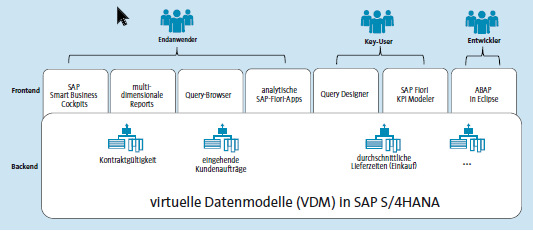 Endanwender
Key-User
Entwickler
Frontend
SAP
Smart Business
Cockpits
multi-
dimensionale
Reports
Query-Browser
analytische
SAP-Fiori-Apps
Query Designer
SAP Fiori
KPI Modeler
ABAP
in Eclipse
Backend
Kontraktgültigkeit
eingehende
Kundenaufträge
durchschnittliche
Lieferzeiten (Einkauf)
...
virtuelle Datenmodelle (VDM) in SAP S/4HANA